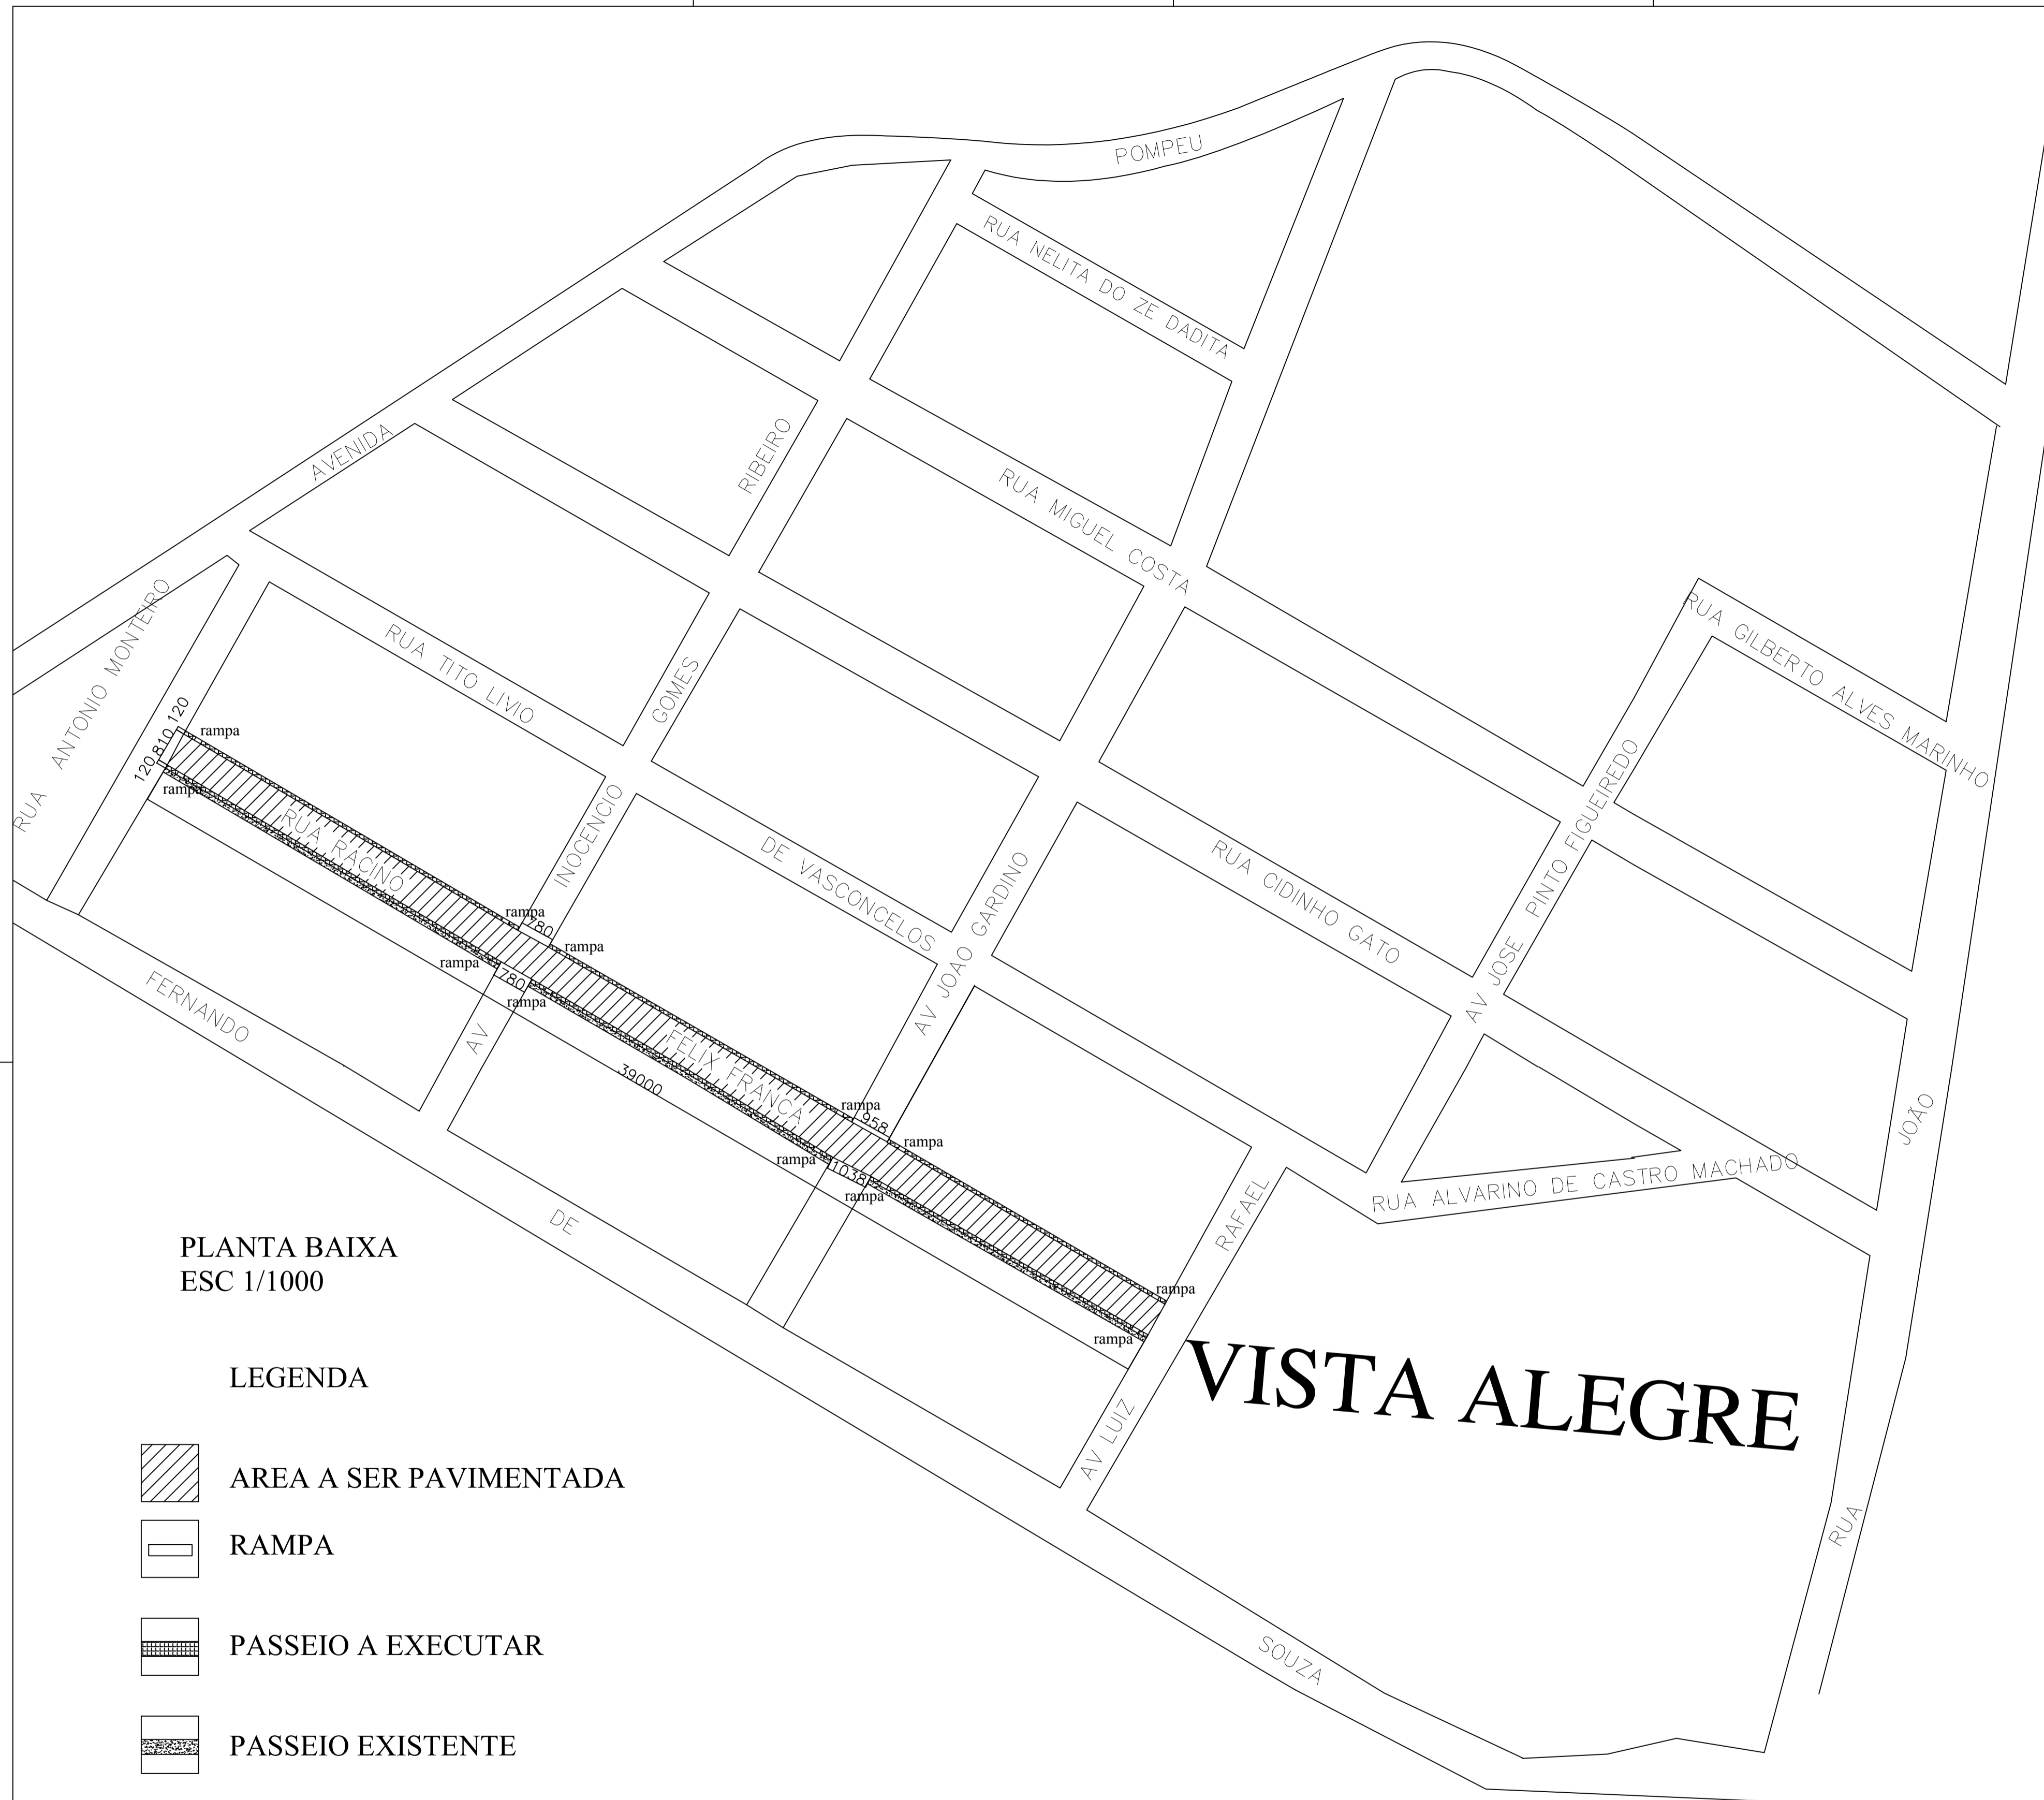 POMPEU
RUA NELITA DO ZE DADITA
AVENIDA
RIBEIRO
RUA MIGUEL COSTA
RUA ANTONIO MONTEIRO
RUA TITO LIVIO
GOMES
RUA GILBERTO ALVES MARINHO
120
810
120
rampa
rampa
RUA RACINO
INOCENCIO
DE VASCONCELOS
AV JOAO GARDINO
RUA CIDINHO GATO
AV JOSE PINTO FIGUEIREDO
rampa
780
rampa
rampa
780
rampa
FERNANDO
AV
FELIX FRANCA
39000
rampa
958
rampa
rampa
1038
rampa
JOÃO
RUA ALVARINO DE CASTRO MACHADO
RAFAEL
DE
rampa
rampa
PLANTA BAIXA
ESC 1/1000
VISTA ALEGRE
AV LUIZ
LEGENDA
AREA A SER PAVIMENTADA
RAMPA
RUA
PASSEIO A EXECUTAR
SOUZA
PASSEIO EXISTENTE